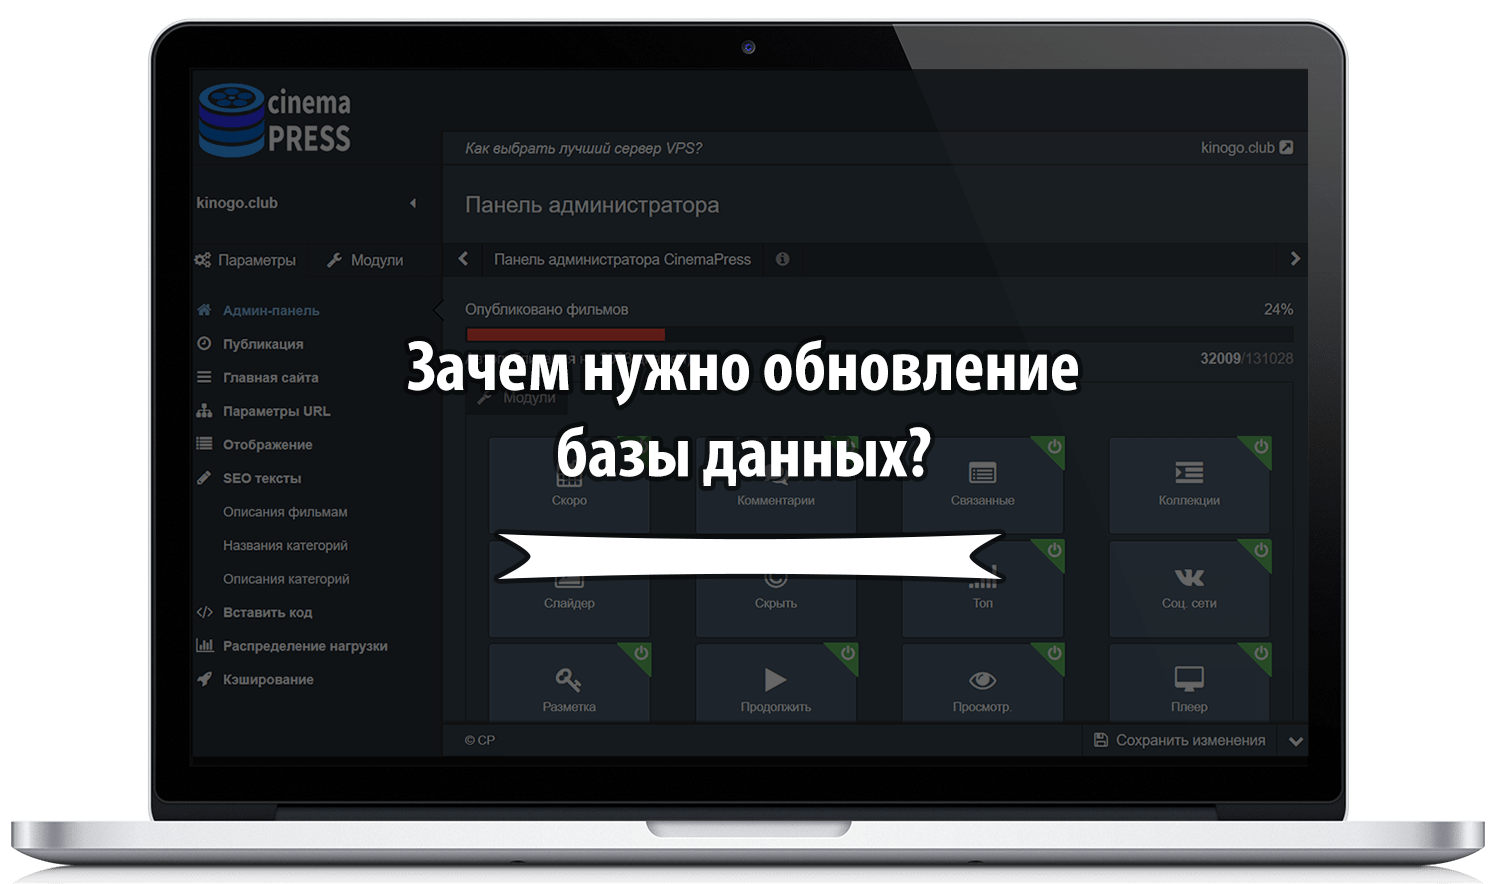 cinema
PRESS
Как выбрать лучший сервер VPS?
kinogo.club
kinogo.club
Панель администратора
Параметры
Модули
Панель администратора CinemaPress
Админ-панель
Публикация
Главная сайта
Параметры URL
Отображение
SEO тексты
Описания фильмам
Названия категорий
Описания категорий
Вставить код
Распределение нагрузки
Кэширование
Опубликовано фильмов
24%
32009/131028
Зачем нужно обновление
базы данных?
Модули
Скоро
Комментарии
Связанные
Коллекции
Слайдер
Скрыть
Топ
Соц. сети
Разметка
Продолжить
Просмотр.
Плеер
© CP
Сохранить изменения